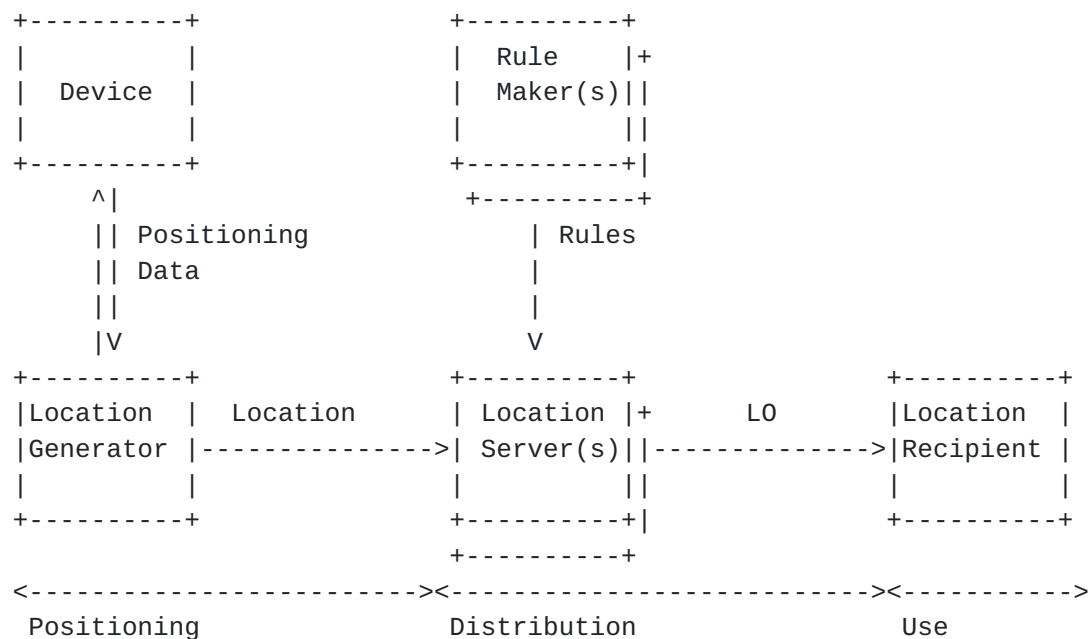 +----------+                 +----------+
|          |                 |  Rule    |+
|  Device  |                 |  Maker(s)||
|          |                 |          ||
+----------+                 +----------+|
     ^|                       +----------+
     || Positioning               | Rules
     || Data                      |
     ||                           |
     |V                           V
+----------+                 +----------+                 +----------+
|Location  |  Location       | Location |+      LO        |Location  |
|Generator |--------------->| Server(s)||-------------->|Recipient |
|          |                 |          ||                |          |
+----------+                 +----------+|                +----------+
                             +----------+
<--------------------------><---------------------------><----------->
 Positioning                 Distribution                  Use